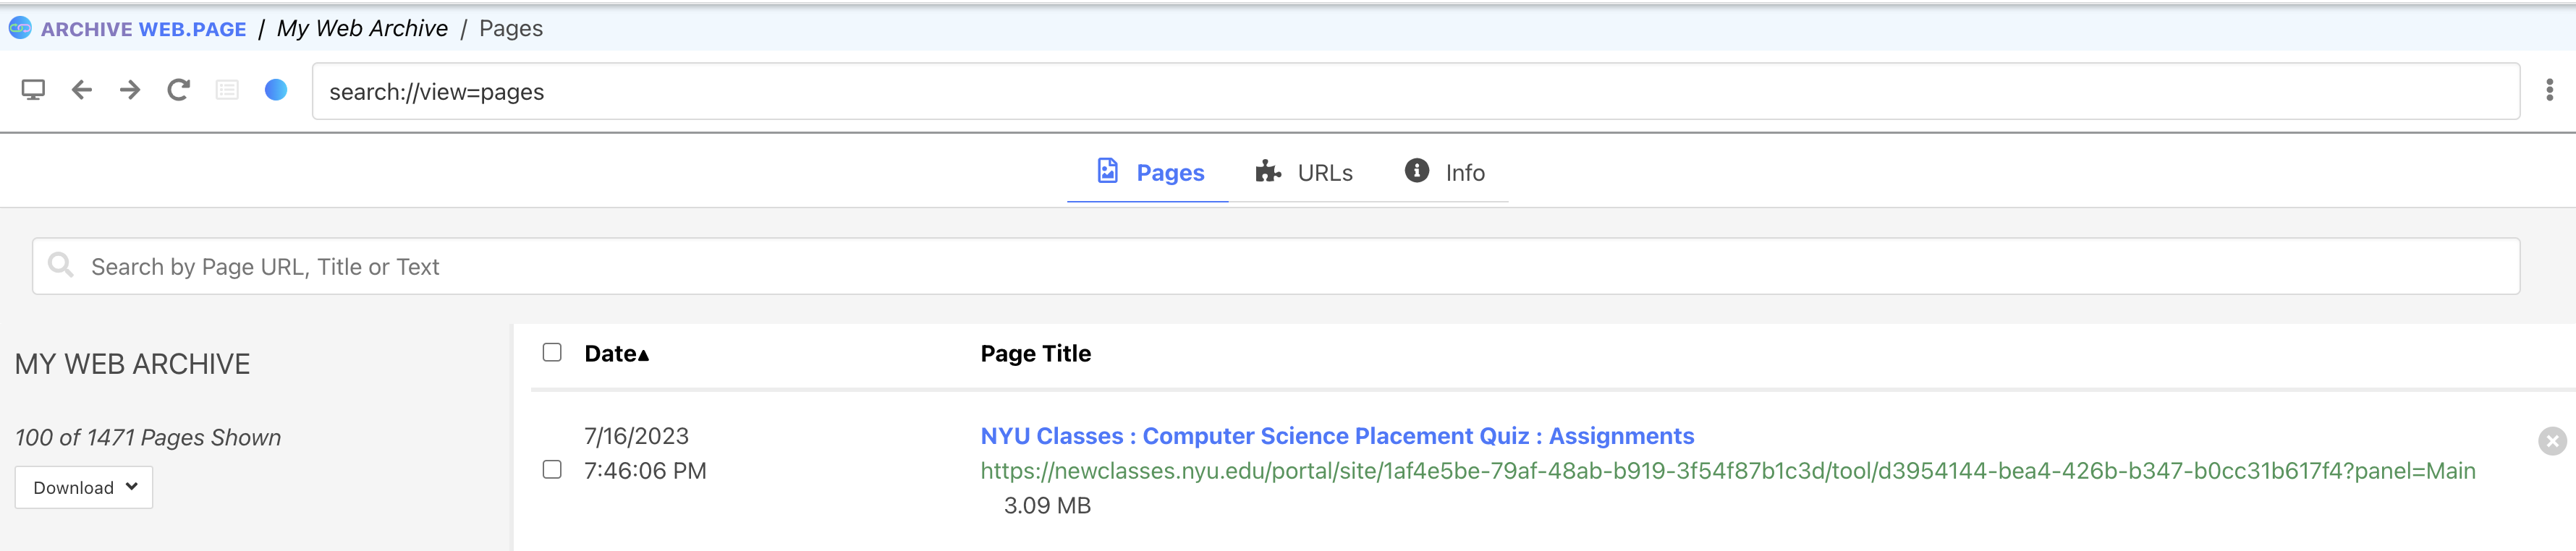 ARCHIVE WEB.PAGE / My Web Archive / Pages
search://view=pages
Pages URLs Info
Search by Page URL, Title or Text
MY WEB ARCHIVE
100 of 1471 Pages Shown
Download
Date▲ Page Title
7/16/2023
7:46:06 PM
NYU Classes : Computer Science Placement Quiz : Assignments
https://newclasses.nyu.edu/portal/site/1af4e5be-79af-48ab-b919-3f54f87b1c3d/tool/d3954144-bea4-426b-b347-b0cc31b617f4?panel=Main
3.09 MB